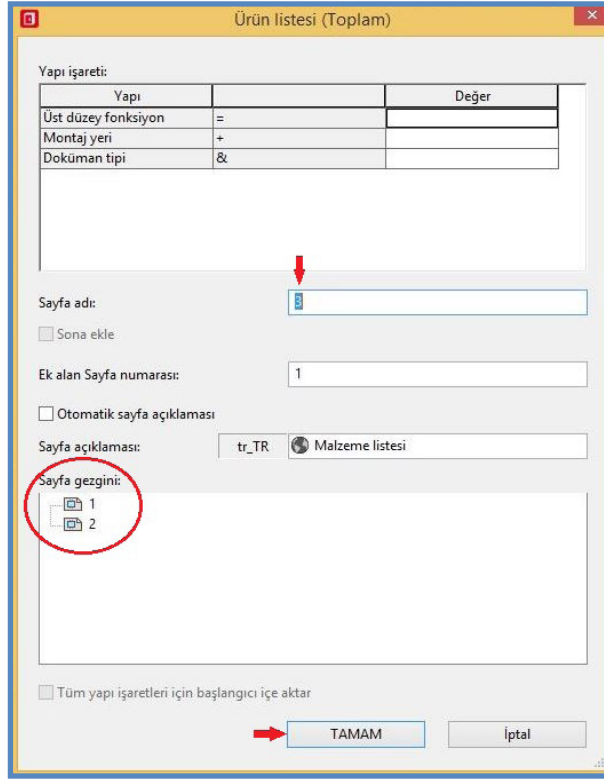 Ürün listesi (Toplam)
Yapı işareti:
Yapı Değer
Üst düzey fonksiyon =
Montaj yeri +
Doküman tipi &
Sayfa adı: 3
Sona ekle
Ek alan Sayfa numarası: 1
Otomatik sayfa açıklaması
Sayfa açıklaması: tr_TR Malzeme listesi
Sayfa gezgini:
1
2
Tüm yapı işaretleri için başlangıcı içe aktar
TAMAM İptal